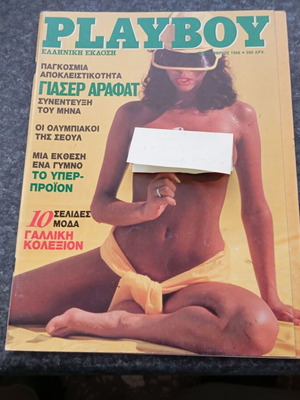 PLAYBOY
ΕΛΛΗΝΙΚΗ ΕΚΔΟΣΗ
ΠΑΓΚΟΣΜΙΑ
ΑΠΟΚΛΕΙΣΤΙΚΟΤΗΤΑ
ΓΙΑΣΕΡ ΑΡΑΦΑΤ
ΣΥΝΕΝΤΕΥΞΗ
ΤΟΥ ΜΗΝΑ
ΟΙ ΟΛΥΜΠΙΑΚΟΙ
ΤΗΣ ΣΕΟΥΛ
ΜΙΑ ΕΚΘΕΣΗ
ΕΝΑ ΓΥΜΝΟ
ΤΟ ΥΠΕΡ-
ΠΡΟΪΟΝ
10 ΣΕΛΙΔΕΣ
ΜΟΔΑ
ΓΑΛΛΙΚΗ
ΚΟΛΕΞΙΟΝ